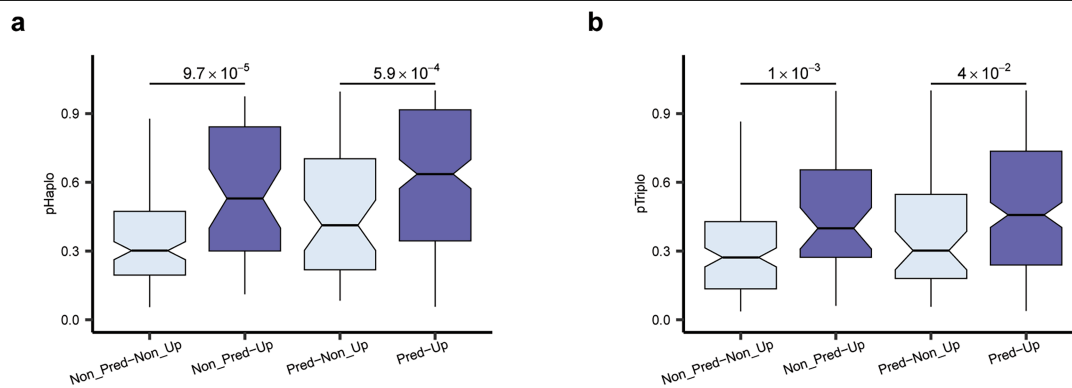 a
9.7 × 10⁻⁵
5.9 × 10⁻⁴
0.9
0.6
0.3
0.0
pHaplo
Non_Pred−Non_Up
Non_Pred−Up
Pred−Non_Up
Pred−Up
b
1 × 10⁻³
4 × 10⁻²
0.9
0.6
0.3
0.0
pTriplo
Non_Pred−Non_Up
Non_Pred−Up
Pred−Non_Up
Pred−Up